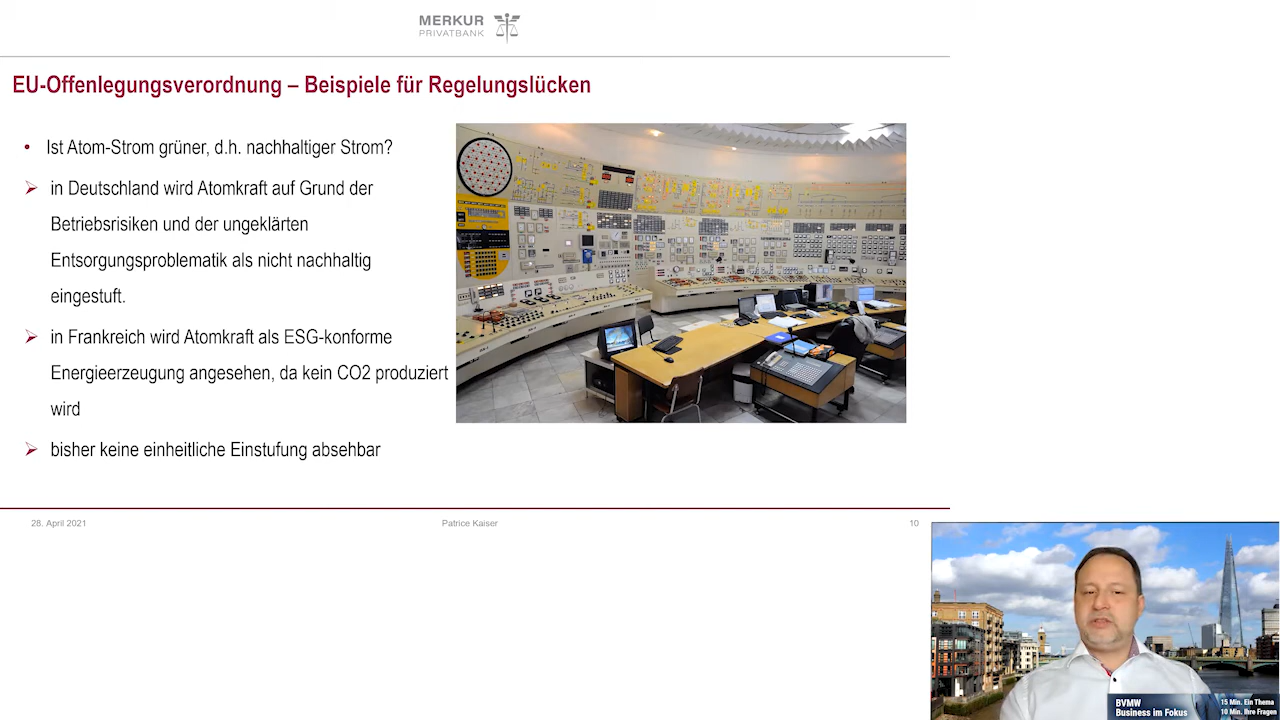 MERKUR
PRIVATBANK
EU-Offenlegungsverordnung – Beispiele für Regelungslücken
• Ist Atom-Strom grüner, d.h. nachhaltiger Strom?
➢ in Deutschland wird Atomkraft auf Grund der
Betriebsrisiken und der ungeklärten
Entsorgungsproblematik als nicht nachhaltig
eingestuft.
➢ in Frankreich wird Atomkraft als ESG-konforme
Energieerzeugung angesehen, da kein CO2 produziert
wird
➢ bisher keine einheitliche Einstufung absehbar
28. April 2021
Patrice Kaiser
10
BVMW
Business im Fokus
15 Min. Ein Thema
10 Min. Ihre Fragen